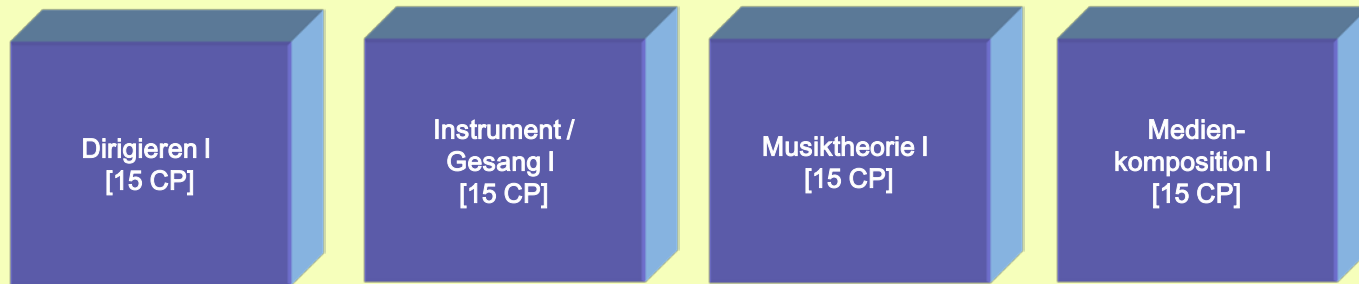 Dirigieren I
[15 CP]
Instrument /
Gesang I
[15 CP]
Musiktheorie I
[15 CP]
Medien-
komposition I
[15 CP]